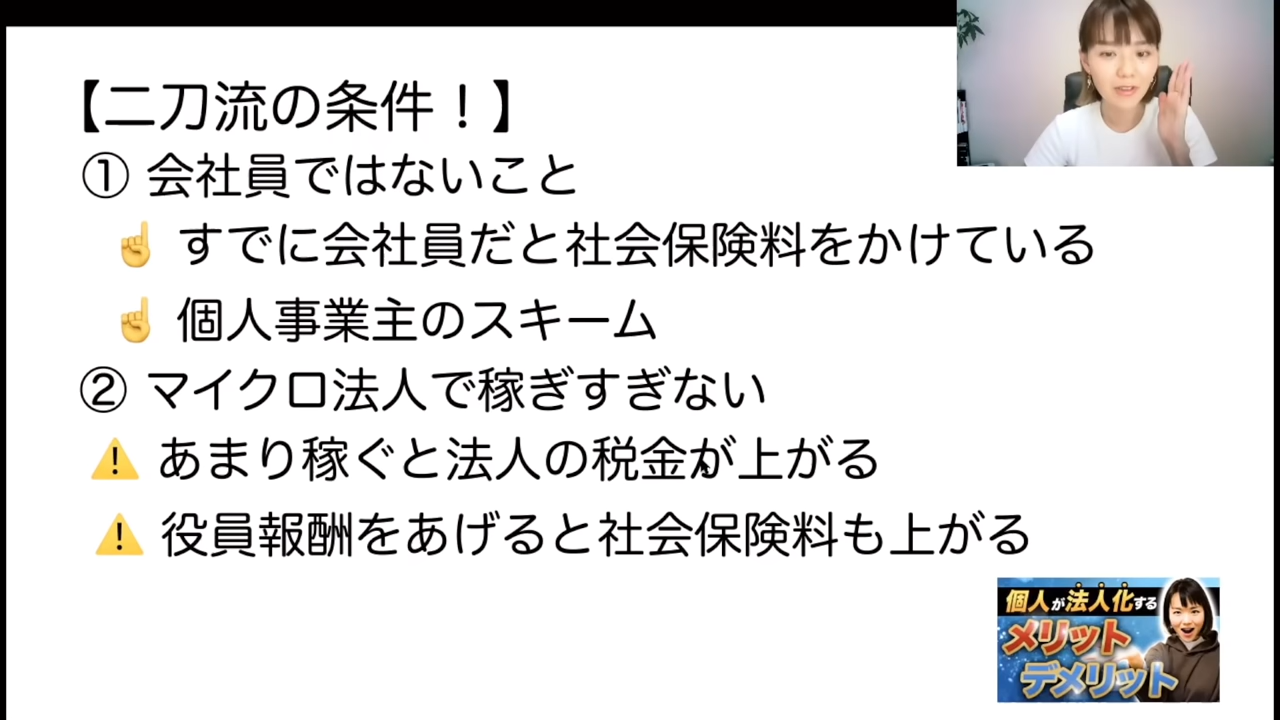 【二刀流の条件！】
① 会社員ではないこと
☝ すでに会社員だと社会保険料をかけている
☝ 個人事業主のスキーム
② マイクロ法人で稼ぎすぎない
⚠ あまり稼ぐと法人の税金が上がる
⚠ 役員報酬をあげると社会保険料も上がる
個人が法人化する
メリット
デメリット